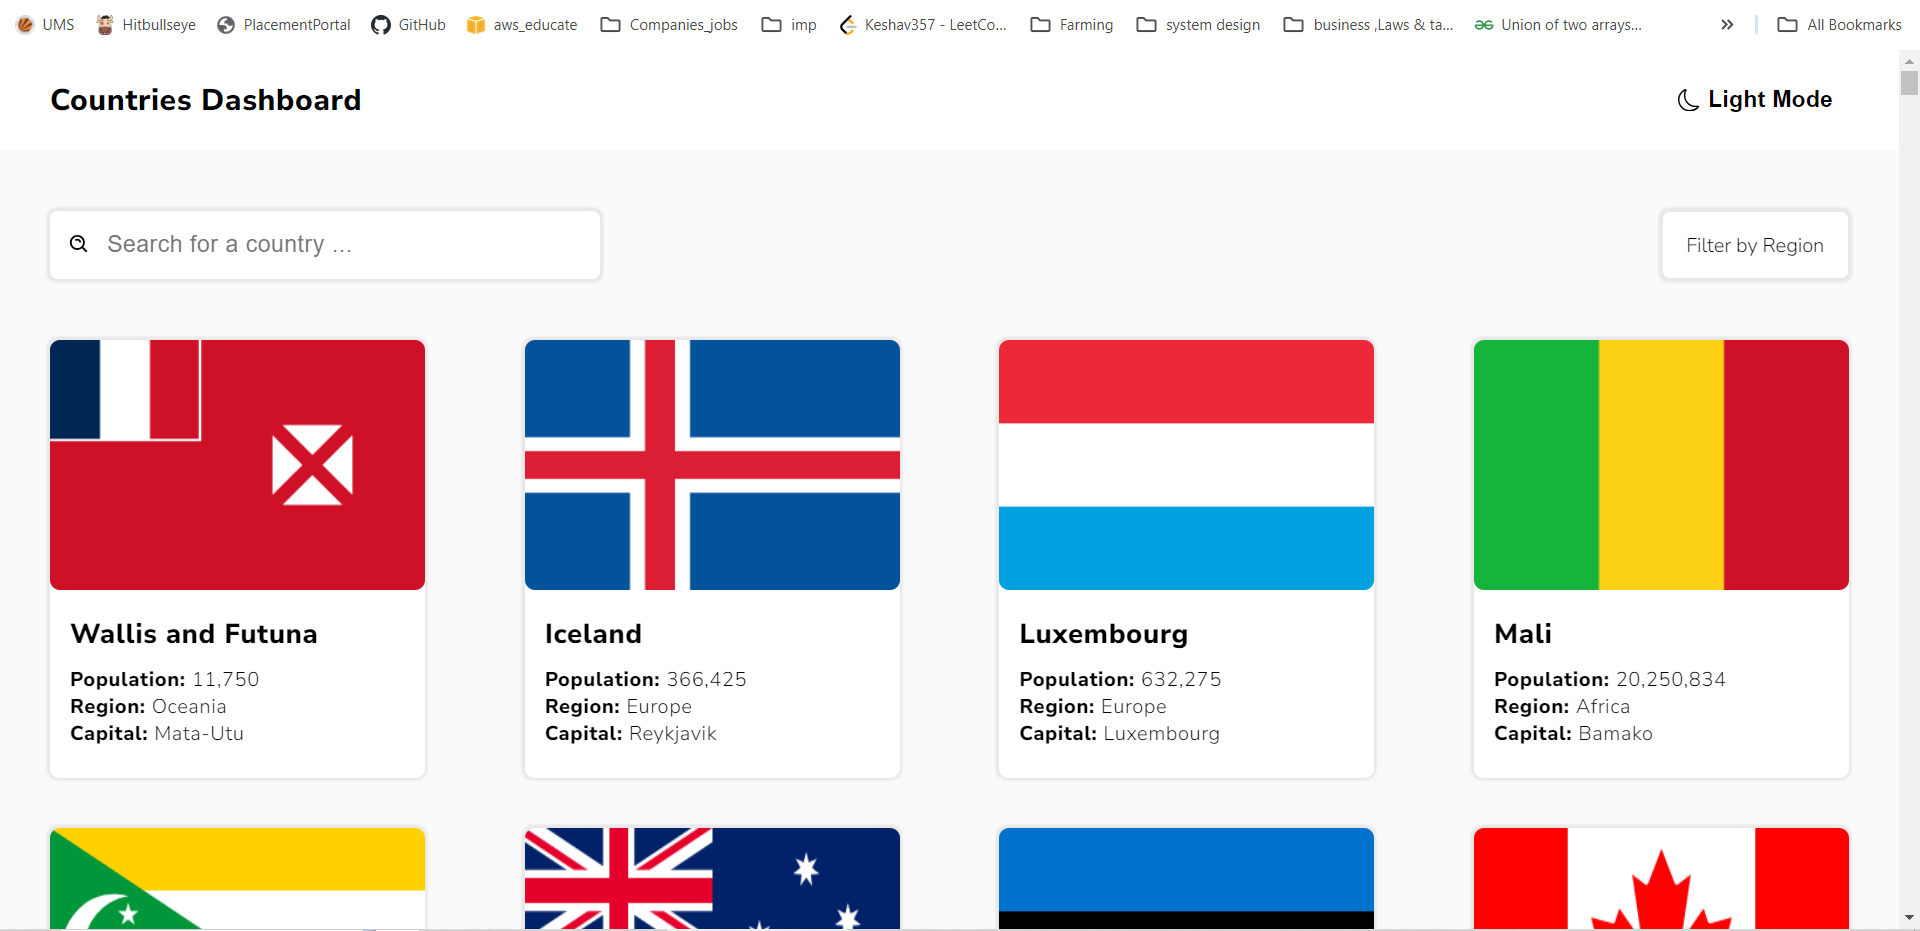 UMS Hitbullseye PlacementPortal GitHub aws_educate Companies_jobs imp Keshav357 - LeetCo... Farming system design business ,Laws & ta... Union of two arrays... » All Bookmarks
Countries Dashboard Light Mode
Search for a country ... Filter by Region
Wallis and Futuna
Population: 11,750
Region: Oceania
Capital: Mata-Utu
Iceland
Population: 366,425
Region: Europe
Capital: Reykjavik
Luxembourg
Population: 632,275
Region: Europe
Capital: Luxembourg
Mali
Population: 20,250,834
Region: Africa
Capital: Bamako